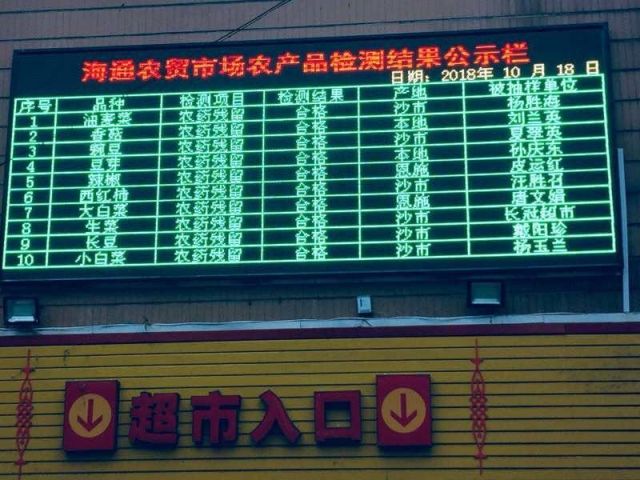 海通农贸市场农产品检测结果公示栏
日期：2018年 10 月 18 日
序号 品种 检测项目 检测结果 产地 被抽样单位
1 油麦菜 农药残留 合格 沙市 杨胜海
2 香菇 农药残留 合格 本地 刘兰英
3 豌豆 农药残留 合格 沙市 夏翠英
4 豆芽 农药残留 合格 本地 孙庆东
5 辣椒 农药残留 合格 恩施 皮运红
6 西红柿 农药残留 合格 沙市 汪胜召
7 大白菜 农药残留 合格 恩施 唐文娟
8 生菜 农药残留 合格 沙市 长冠超市
9 长豆 农药残留 合格 沙市 戴阳珍
10 小白菜 农药残留 合格 沙市 杨玉兰
超市入口